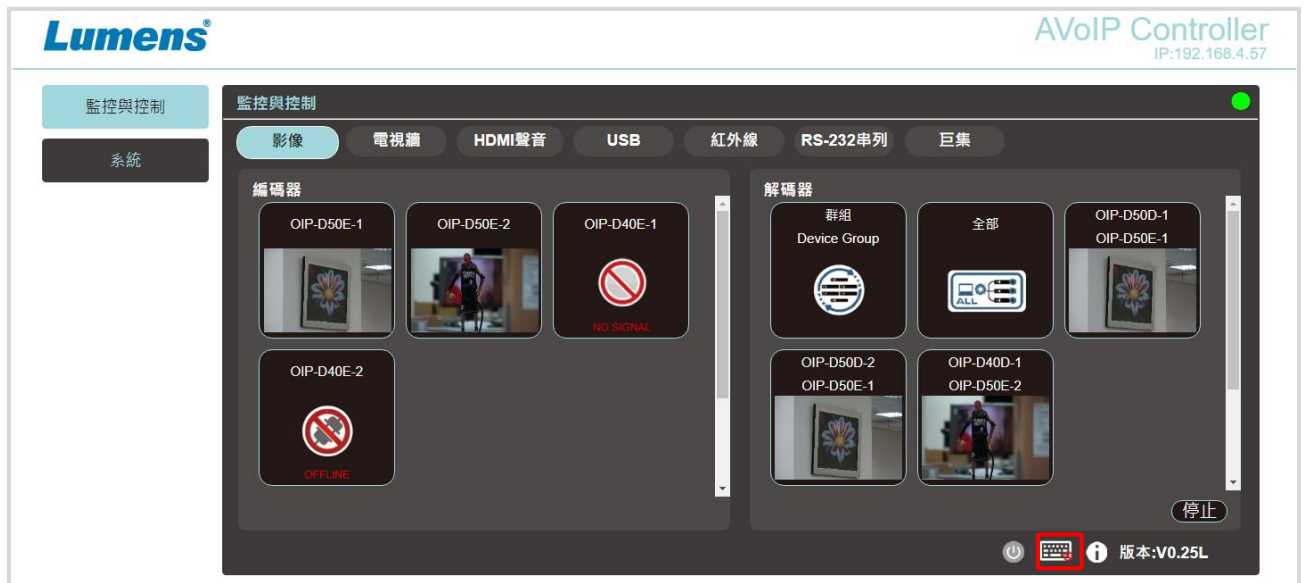 Lumens®
AVoIP Controller
IP:192.168.4.57
監控與控制
系統
監控與控制
影像
電視牆
HDMI聲音
USB
紅外線
RS-232串列
巨集
編碼器
OIP-D50E-1
OIP-D50E-2
OIP-D40E-1
NO SIGNAL
OIP-D40E-2
OFFLINE
解碼器
群組
Device Group
全部
ALL
OIP-D50D-1
OIP-D50E-1
OIP-D50D-2
OIP-D50E-1
OIP-D40D-1
OIP-D50E-2
停止
版本:V0.25L